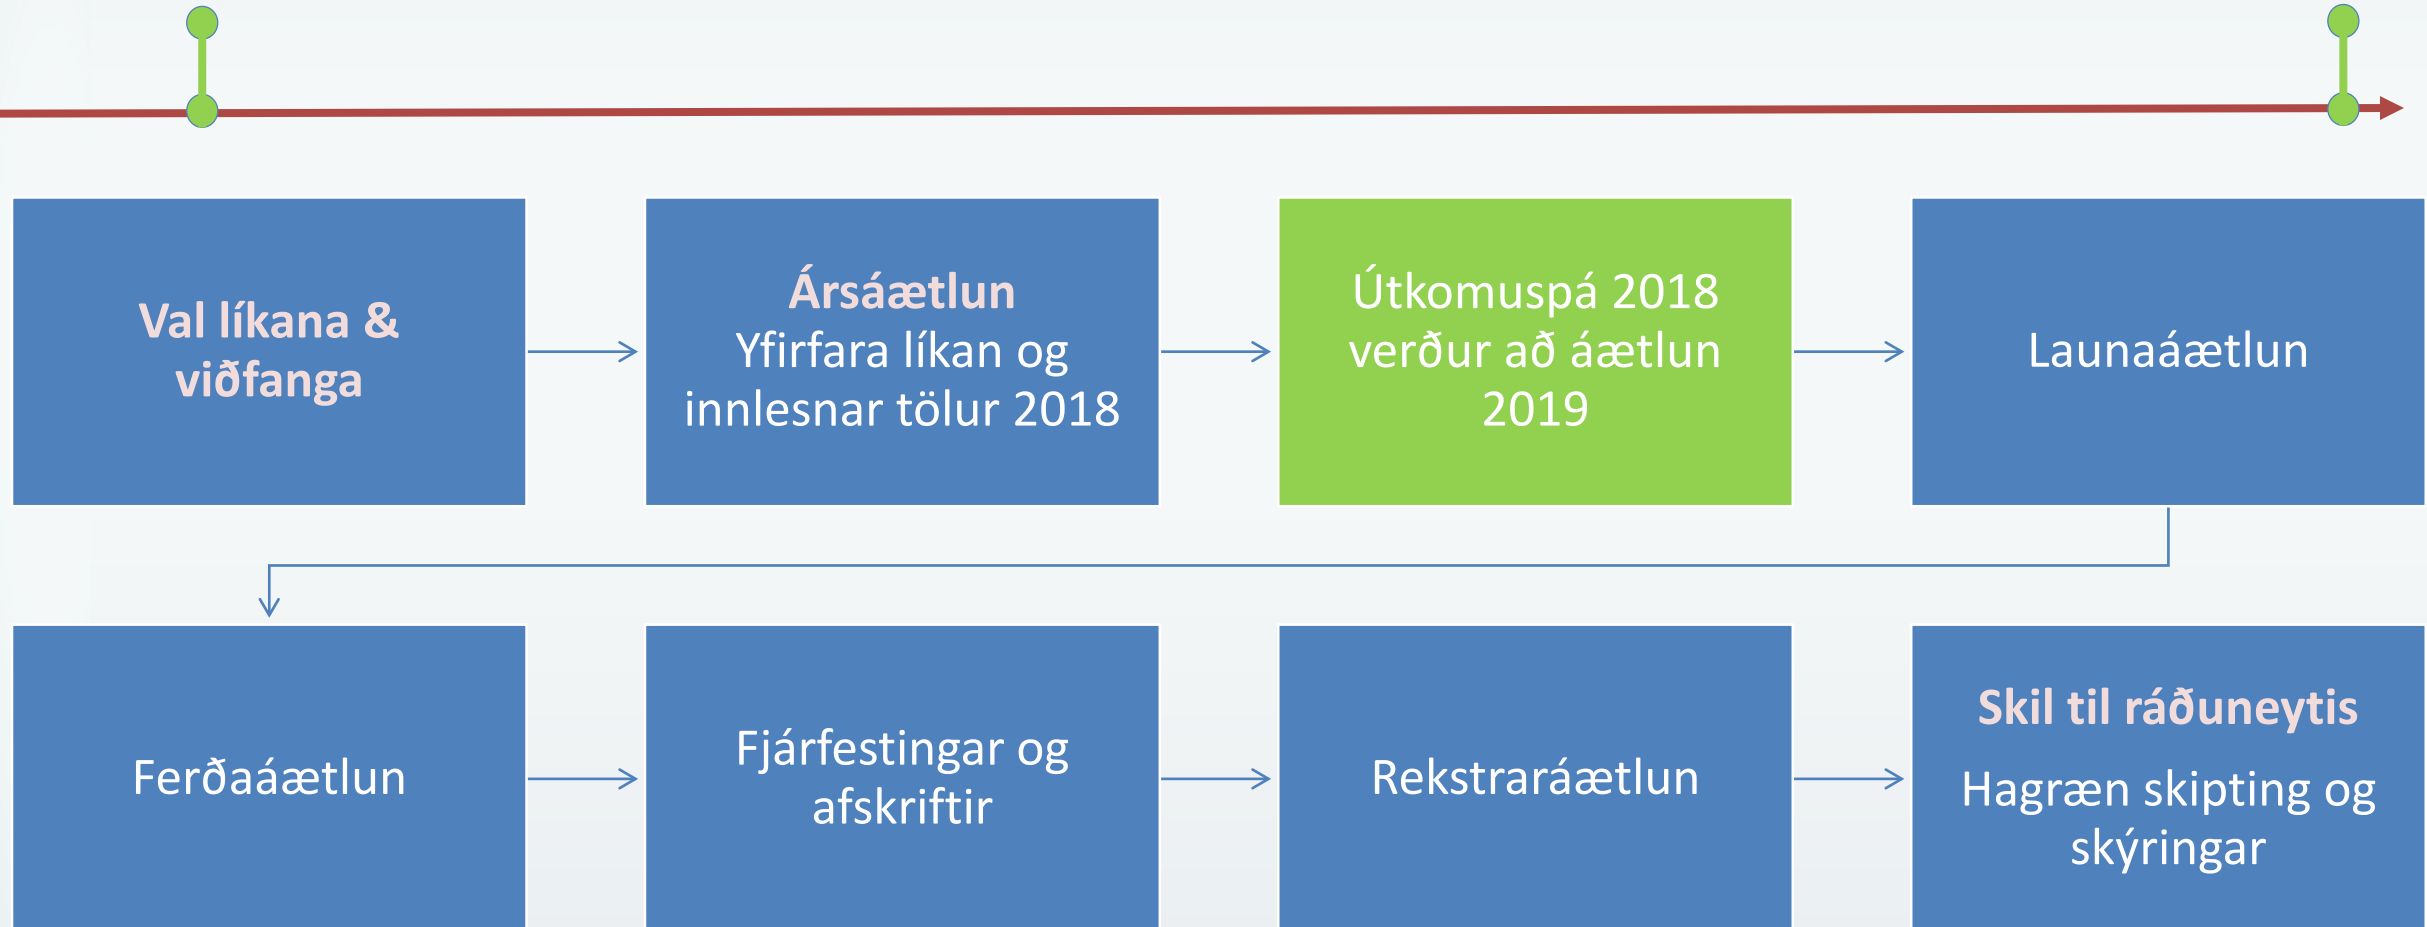 Val líkana &
viðfanga
Ársáætlun
Yfirfara líkan og
innlesnar tölur 2018
Útkomuspá 2018
verður að áætlun
2019
Launaáætlun
Ferðaáætlun
Fjárfestingar og
afskriftir
Rekstraráætlun
Skil til ráðuneytis
Hagræn skipting og
skýringar